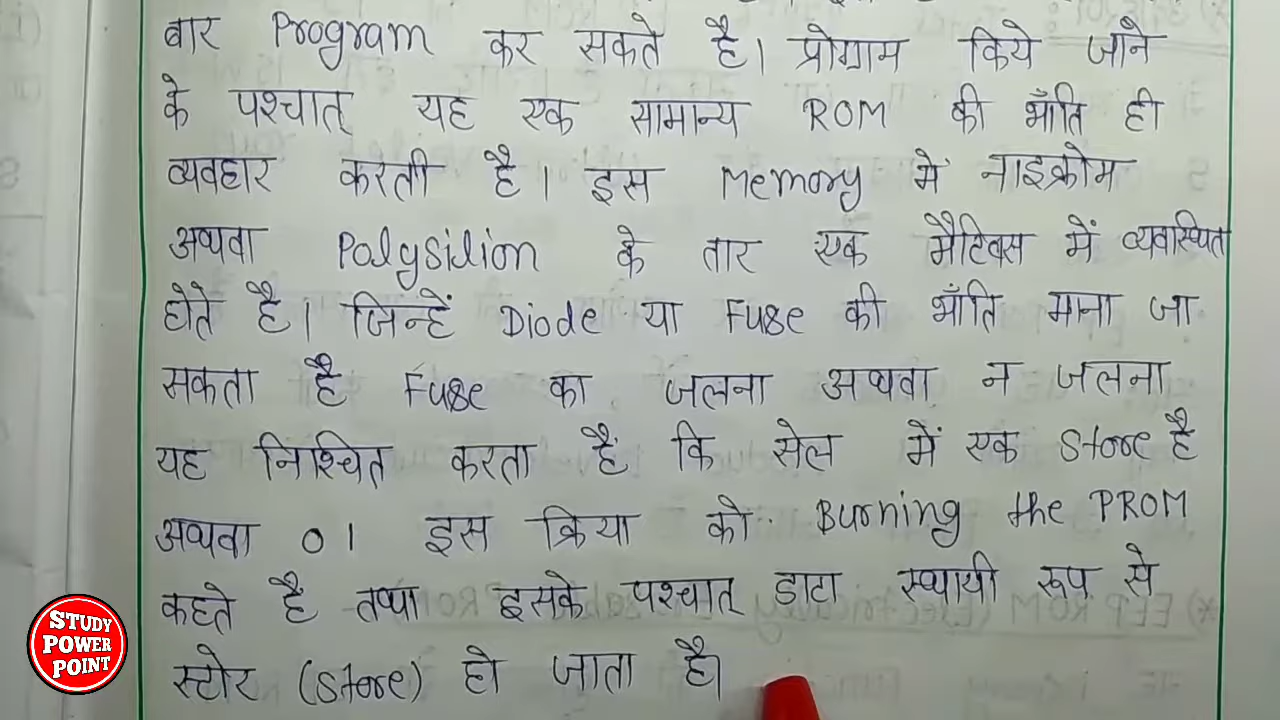 बार Program कर सकते है। प्रोग्राम किये जाने
के पश्चात् यह एक सामान्य ROM की भाँति ही
व्यवहार करती है। इस Memory में नाइक्रोम
अथवा Polysilion के तार एक मैटिक्स में व्यवस्थित
होते है। जिन्हें Diode या Fuse की भाँति माना जा
सकता है Fuse का जलना अथवा न जलना
यह निश्चित करता है कि सेल में एक Store है
अथवा 0। इस क्रिया को Burning the PROM
कहते है तथा इसके पश्चात् डाटा स्थायी रूप से
स्टोर (Store) हो जाता है।
STUDY
POWER
POINT